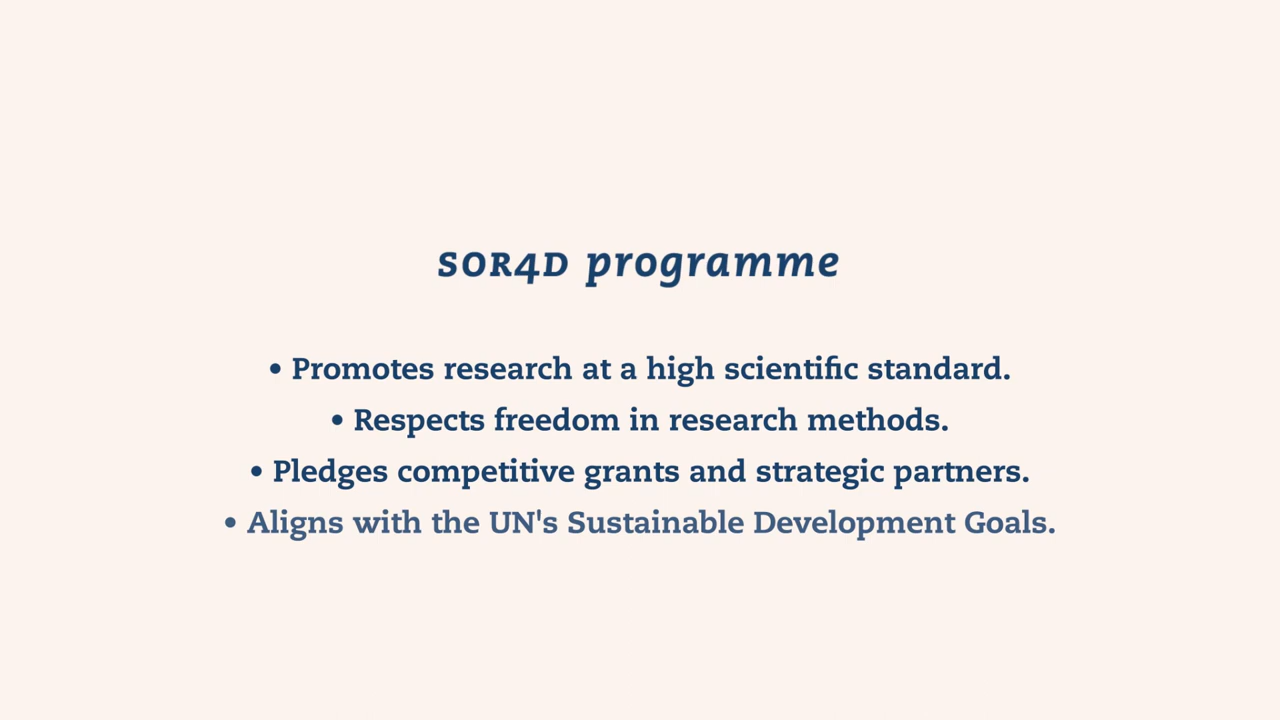 SOR4D programme
• Promotes research at a high scientific standard.
• Respects freedom in research methods.
• Pledges competitive grants and strategic partners.
• Aligns with the UN's Sustainable Development Goals.